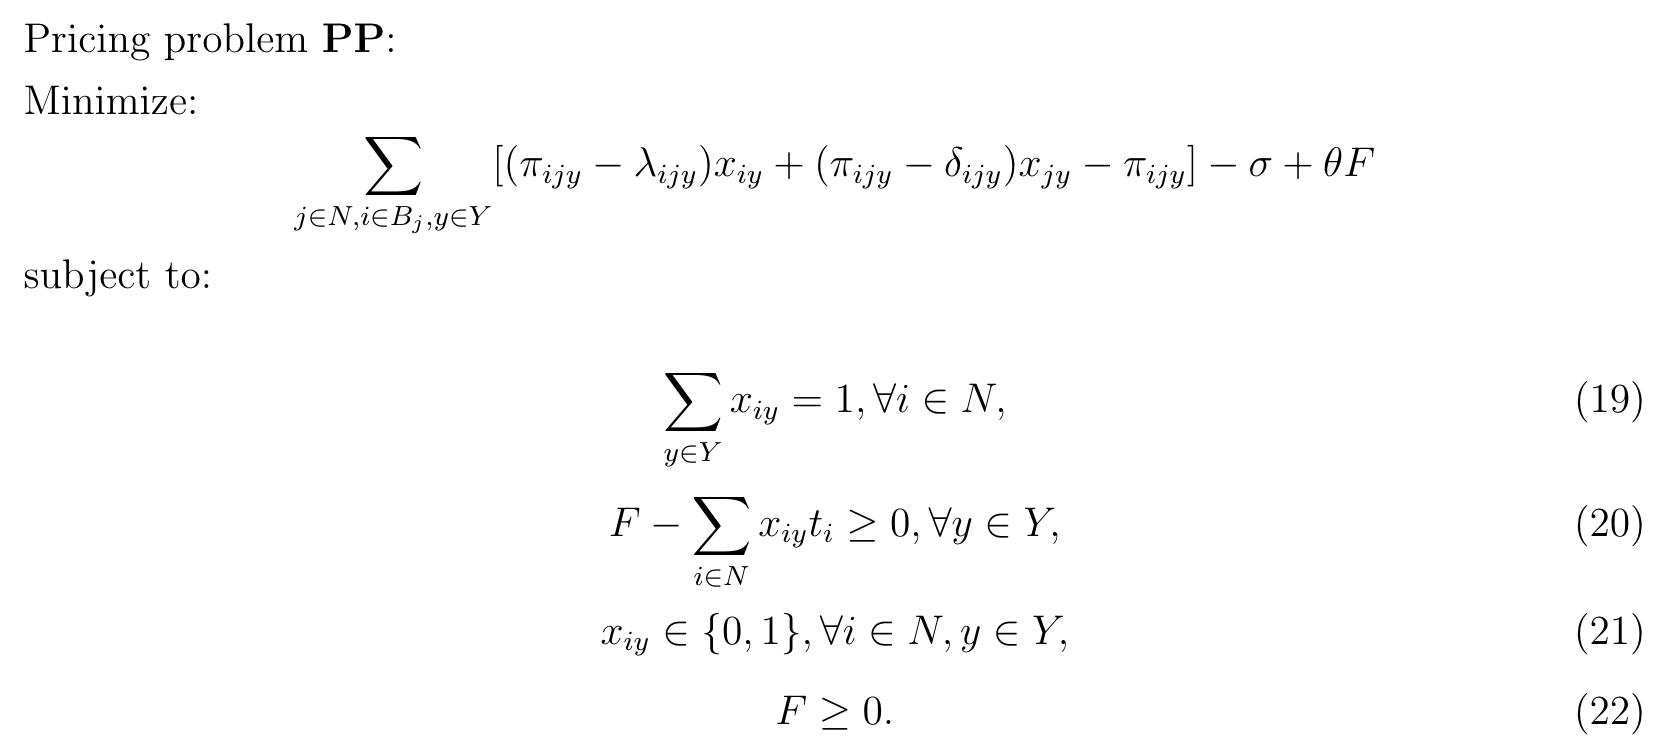 Pricing problem PP:
Minimize:
∑_{j∈N,i∈B_j,y∈Y} [(π_{ijy} − λ_{ijy})x_{iy} + (π_{ijy} − δ_{ijy})x_{jy} − π_{ijy}] − σ + θF
subject to:
∑_{y∈Y} x_{iy} = 1, ∀i ∈ N, (19)
F − ∑_{i∈N} x_{iy}t_i ≥ 0, ∀y ∈ Y, (20)
x_{iy} ∈ {0, 1}, ∀i ∈ N, y ∈ Y, (21)
F ≥ 0. (22)